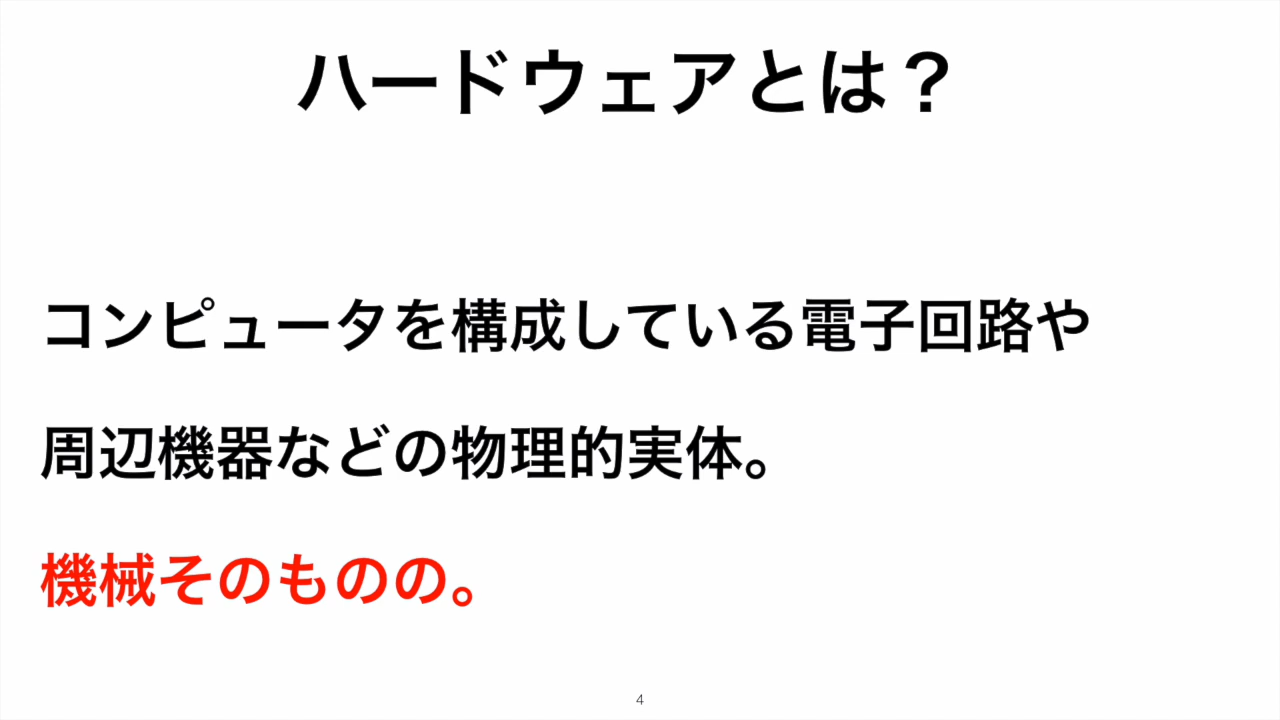 ハードウェアとは？
コンピュータを構成している電子回路や
周辺機器などの物理的実体。
機械そのものの。
4